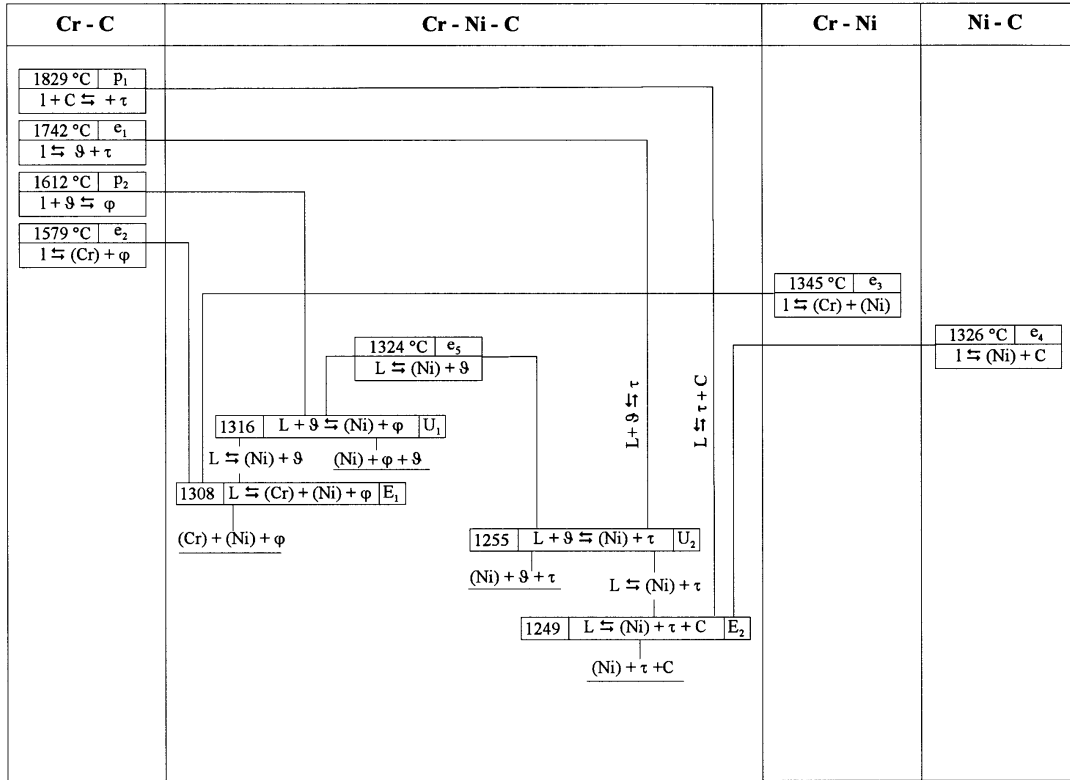 Cr - C
Cr - Ni - C
Cr - Ni
Ni - C
1829 °C p₁
l + C ⇆ + τ
1742 °C e₁
l ⇆ ϑ + τ
1612 °C p₂
l + ϑ ⇆ φ
1579 °C e₂
l ⇆ (Cr) + φ
1345 °C e₃
l ⇆ (Cr) + (Ni)
1326 °C e₄
l ⇆ (Ni) + C
1324 °C e₅
L ⇆ (Ni) + ϑ
L + ϑ ⇆ τ
L ⇆ τ + C
1316 L + ϑ ⇆ (Ni) + φ U₁
L ⇆ (Ni) + ϑ
(Ni) + φ + ϑ
1308 L ⇆ (Cr) + (Ni) + φ E₁
(Cr) + (Ni) + φ
1255 L + ϑ ⇆ (Ni) + τ U₂
(Ni) + ϑ + τ
L ⇆ (Ni) + τ
1249 L ⇆ (Ni) + τ + C E₂
(Ni) + τ +C